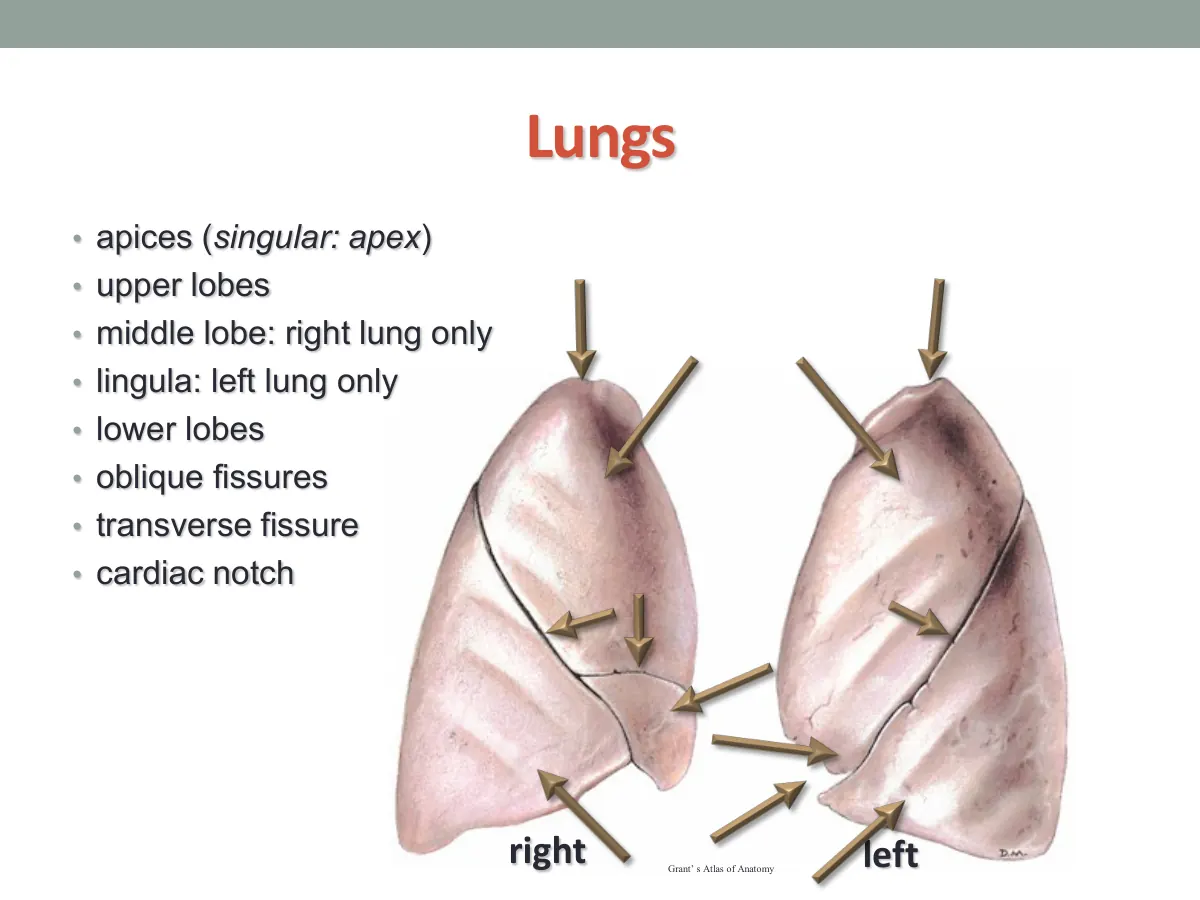 Lungs
• apices (singular: apex)
• upper lobes
• middle lobe: right lung only
• lingula: left lung only
• lower lobes
• oblique fissures
• transverse fissure
• cardiac notch
right
left
Grant’ s Atlas of Anatomy
D.M.